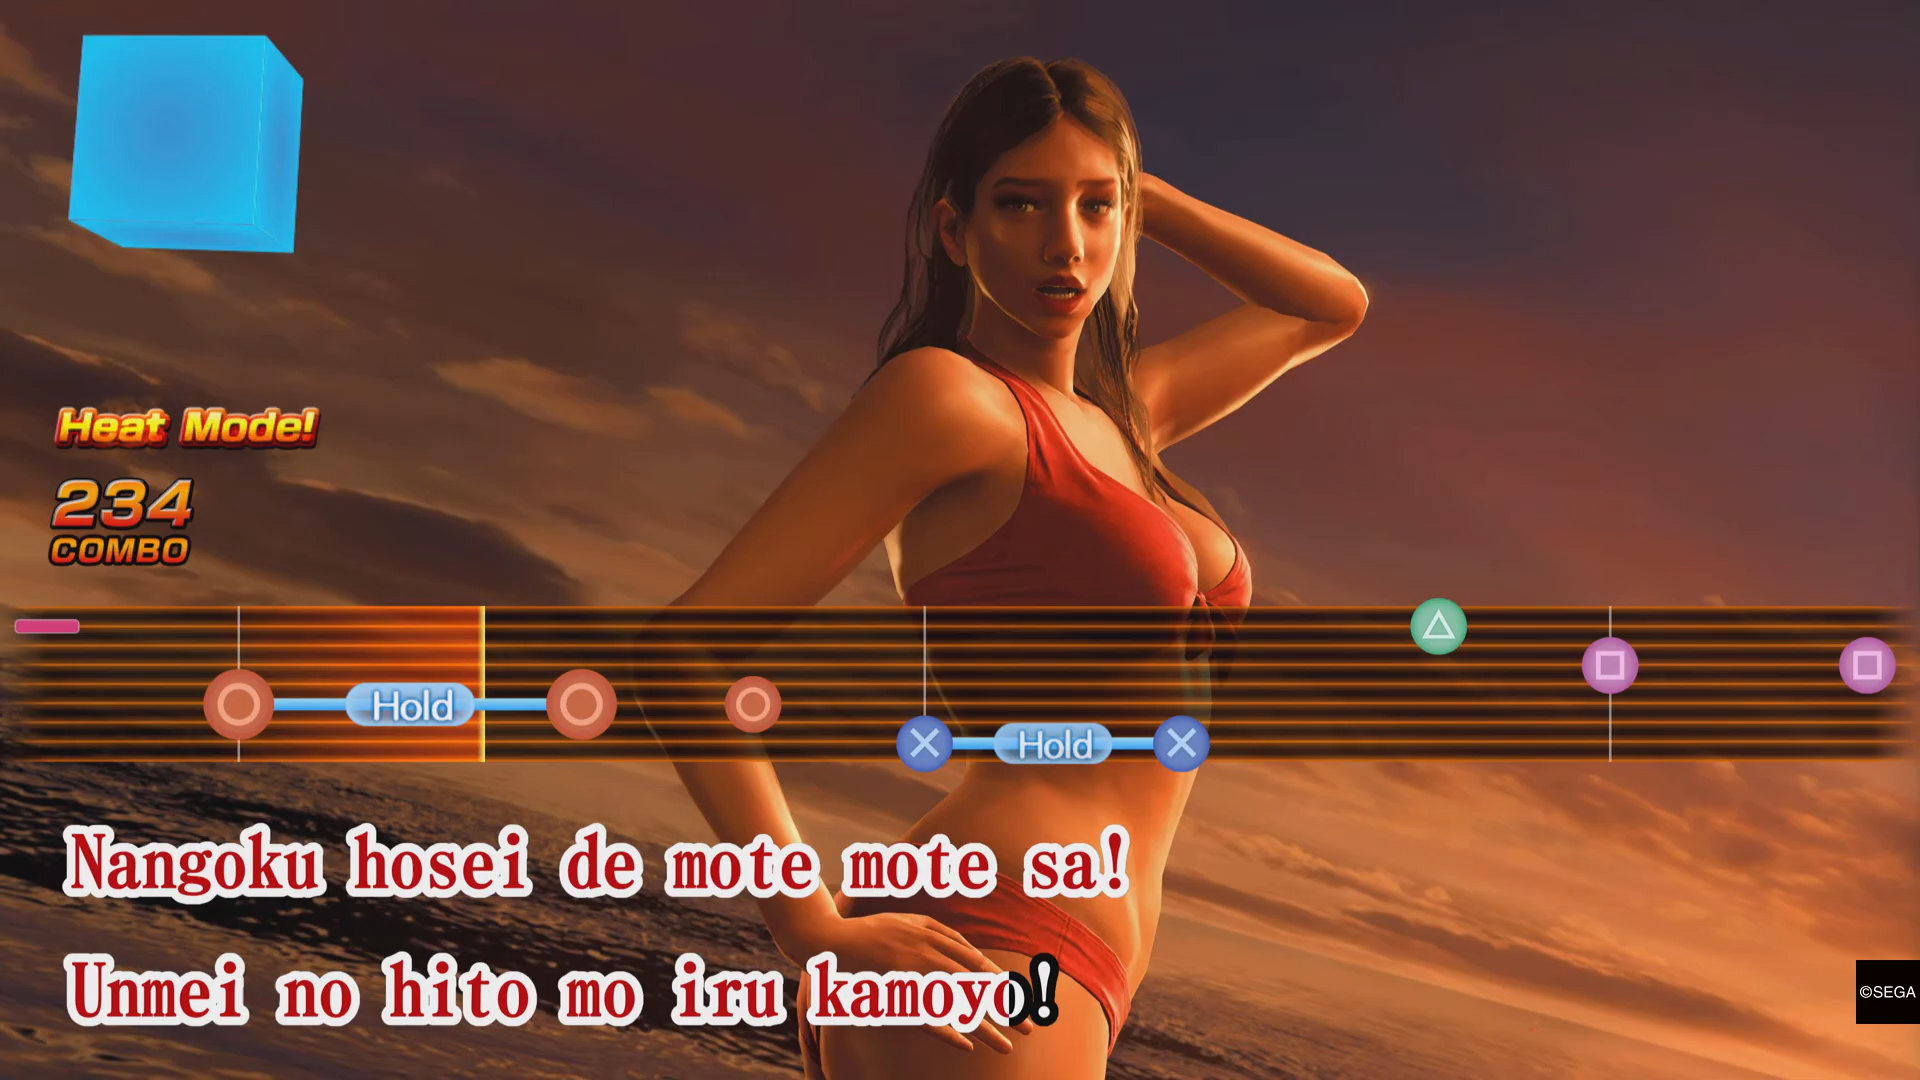 Heat Mode!
234
COMBO
Hold
Hold
Nangoku hosei de mote mote sa!
Unmei no hito mo iru kamoyo!
©SEGA